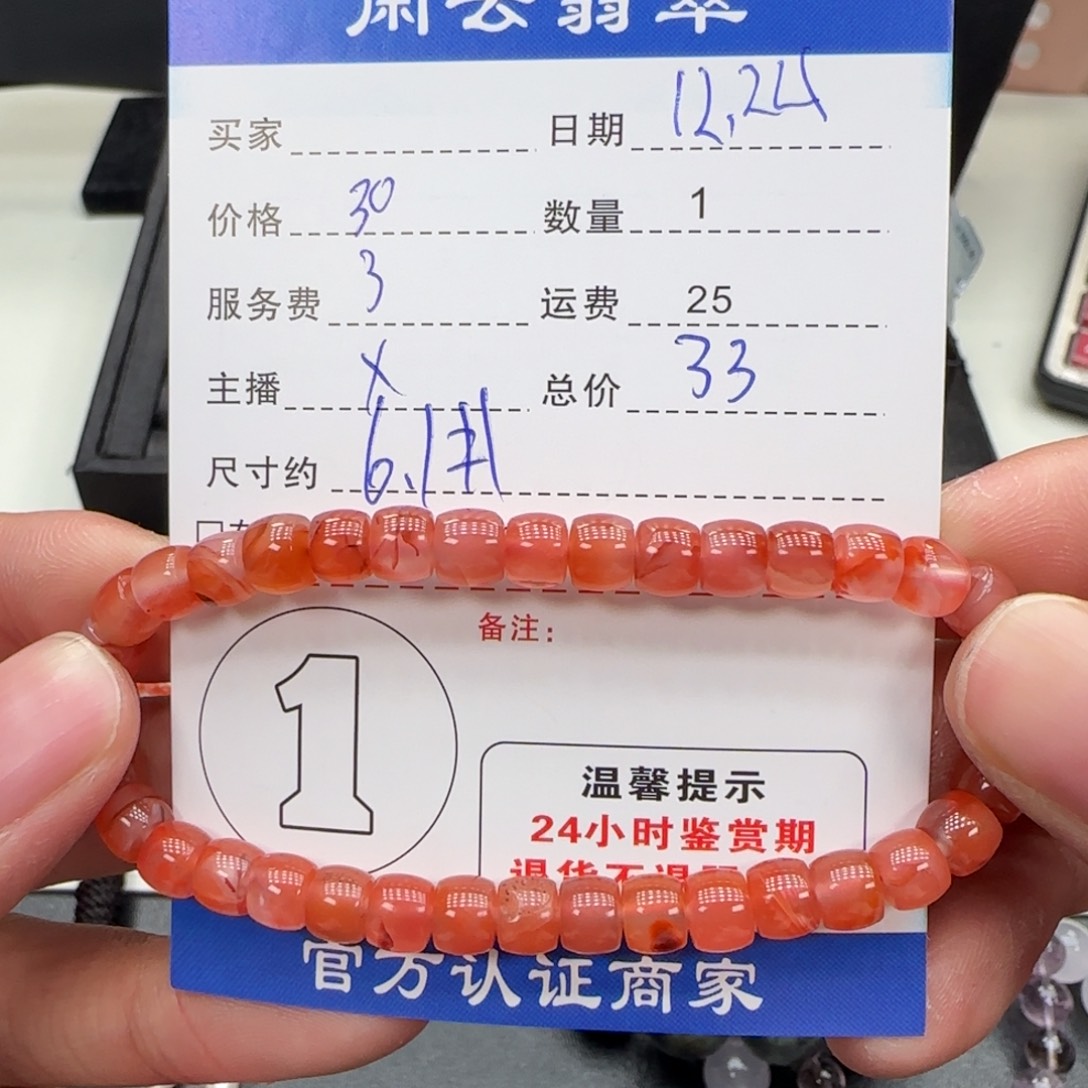 翡翠
买家 日期 12.24
价格 30 数量 1
服务费 3 运费 25
主播 X 总价 33
尺寸约 6.1
备注：
1
温馨提示
24小时鉴赏期
官方认证商家